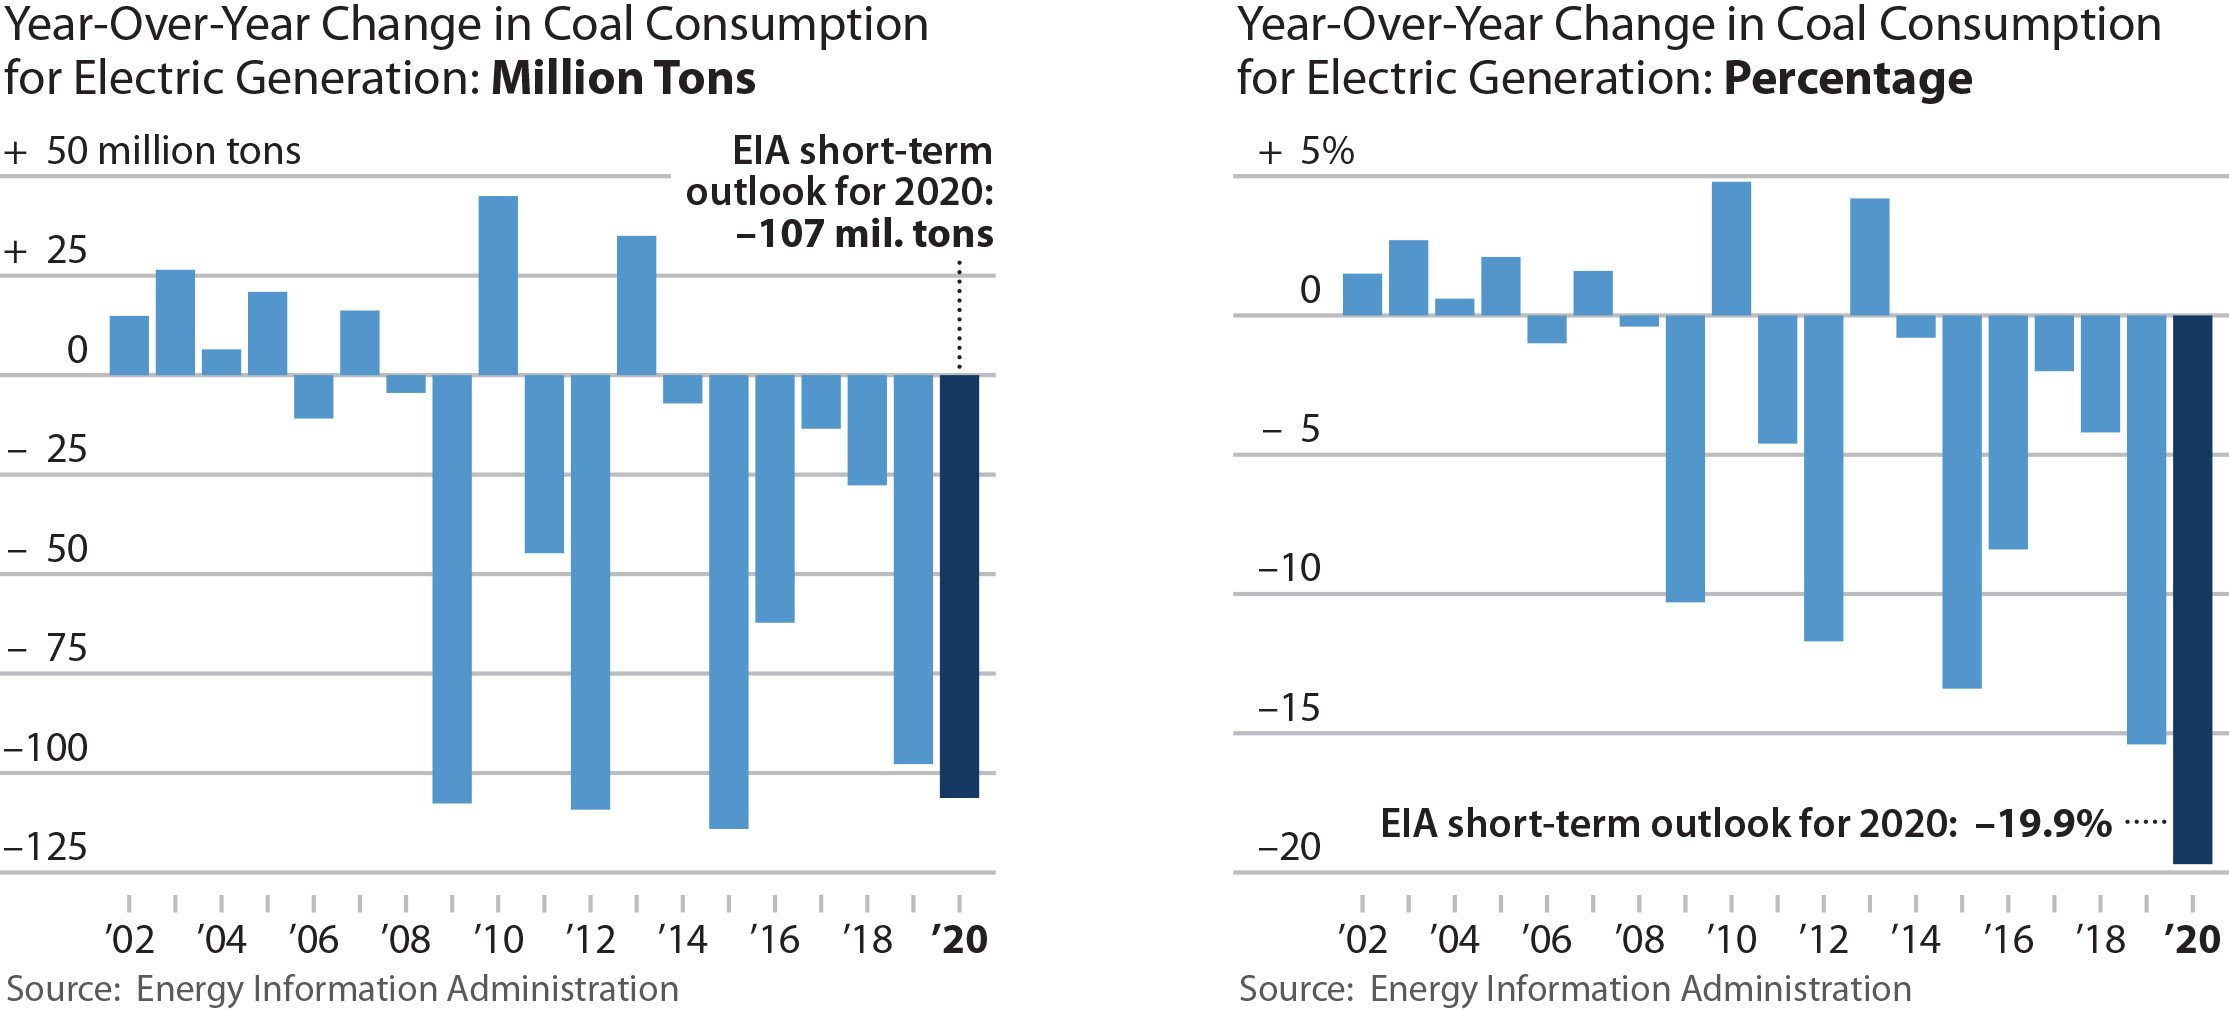 Year-Over-Year Change in Coal Consumption
for Electric Generation: Million Tons
+ 50 million tons
EIA short-term
outlook for 2020:
–107 mil. tons
+ 25
0
– 25
– 50
– 75
–100
–125
’02 ’04 ’06 ’08 ’10 ’12 ’14 ’16 ’18 ’20
Source: Energy Information Administration
Year-Over-Year Change in Coal Consumption
for Electric Generation: Percentage
+ 5%
0
– 5
–10
–15
EIA short-term outlook for 2020: –19.9%
–20
’02 ’04 ’06 ’08 ’10 ’12 ’14 ’16 ’18 ’20
Source: Energy Information Administration